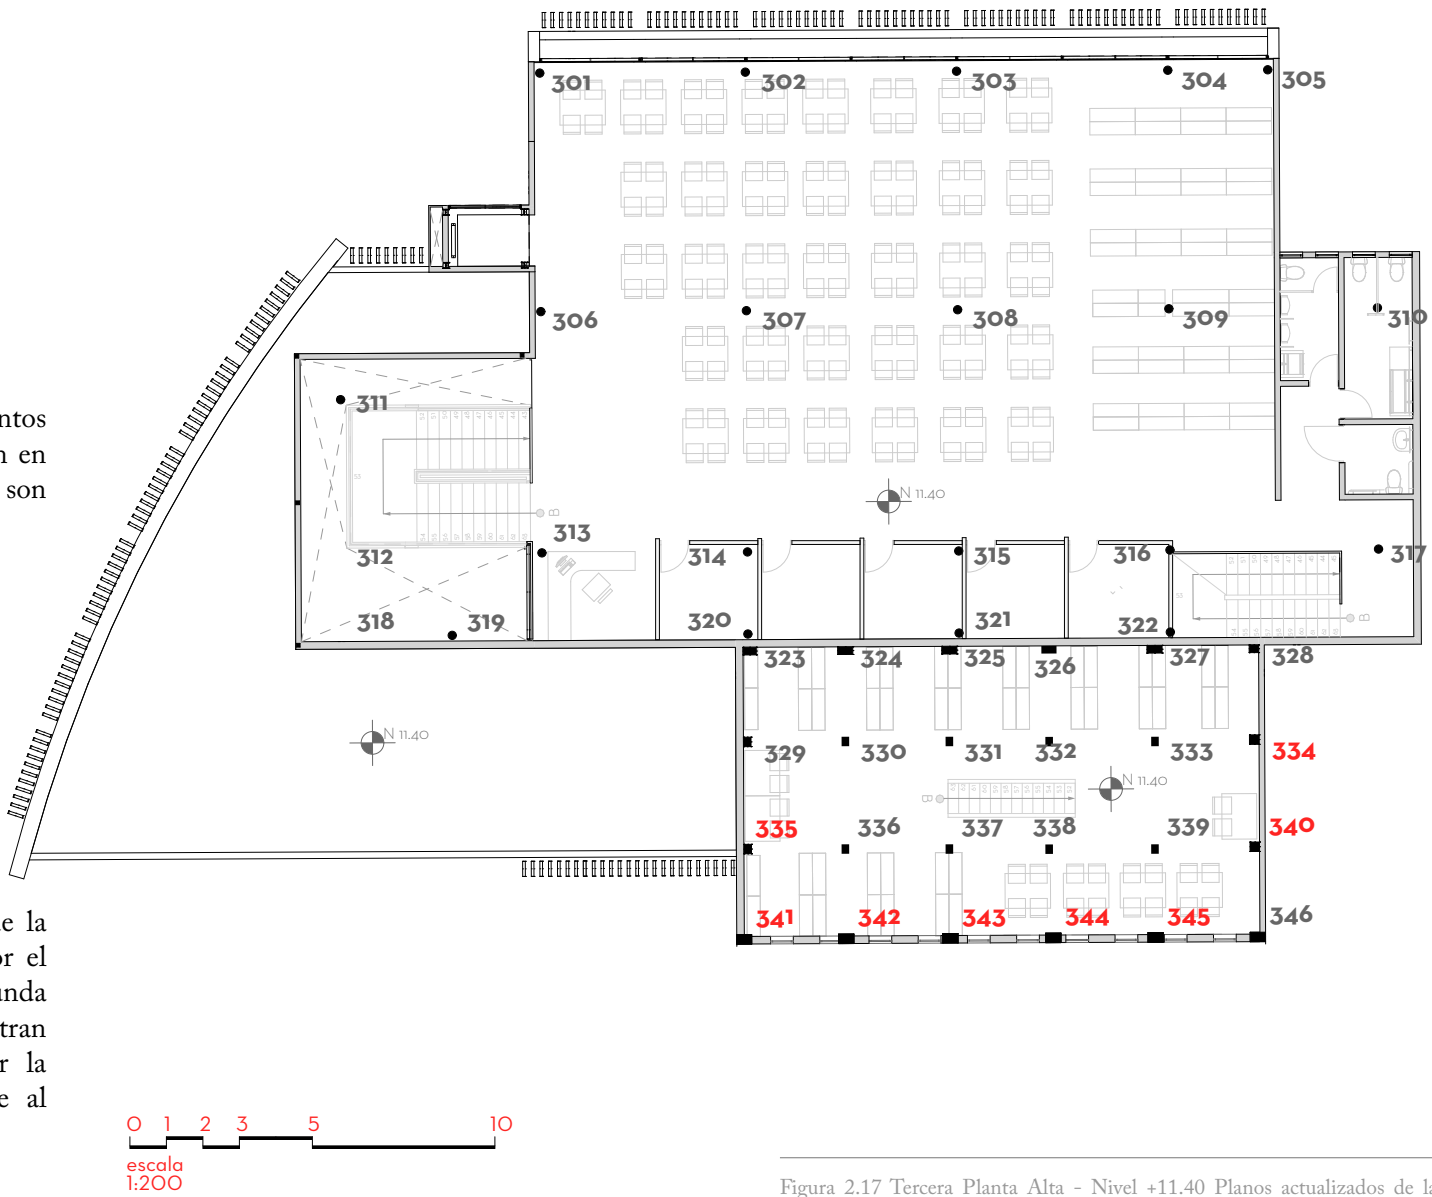 301 302 303 304 305
306 307 308 309 310
311
ntos
n en
son
N 11.40
B
313
312 314 315 316 317
318 319 320 321 322
B
323 324 325 326 327 328
N 11.40
329 330 331 332 333 334
N 11.40
B
335 336 337 338 339 340
341 342 343 344 345 346
e la
or el
unda
tran
r la
e al
0 1 2 3 5 10
escala
1:200
Figura 2.17 Tercera Planta Alta - Nivel +11.40 Planos actualizados de la